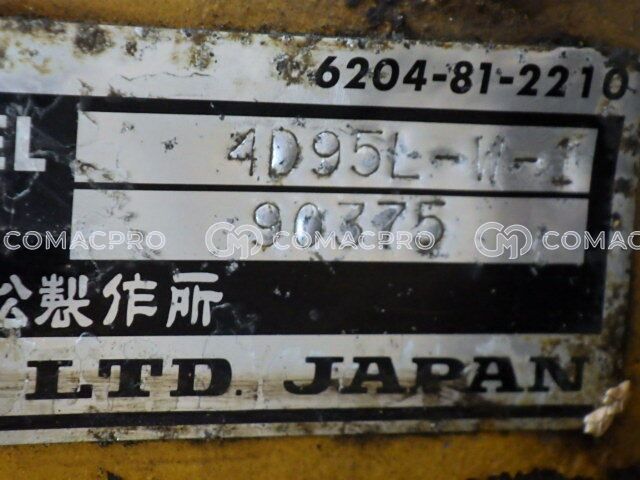 6204-81-2210
EL 4D95L-W-1
90375
COMACPRO COMACPRO COMACPRO
松製作所
LTD. JAPAN